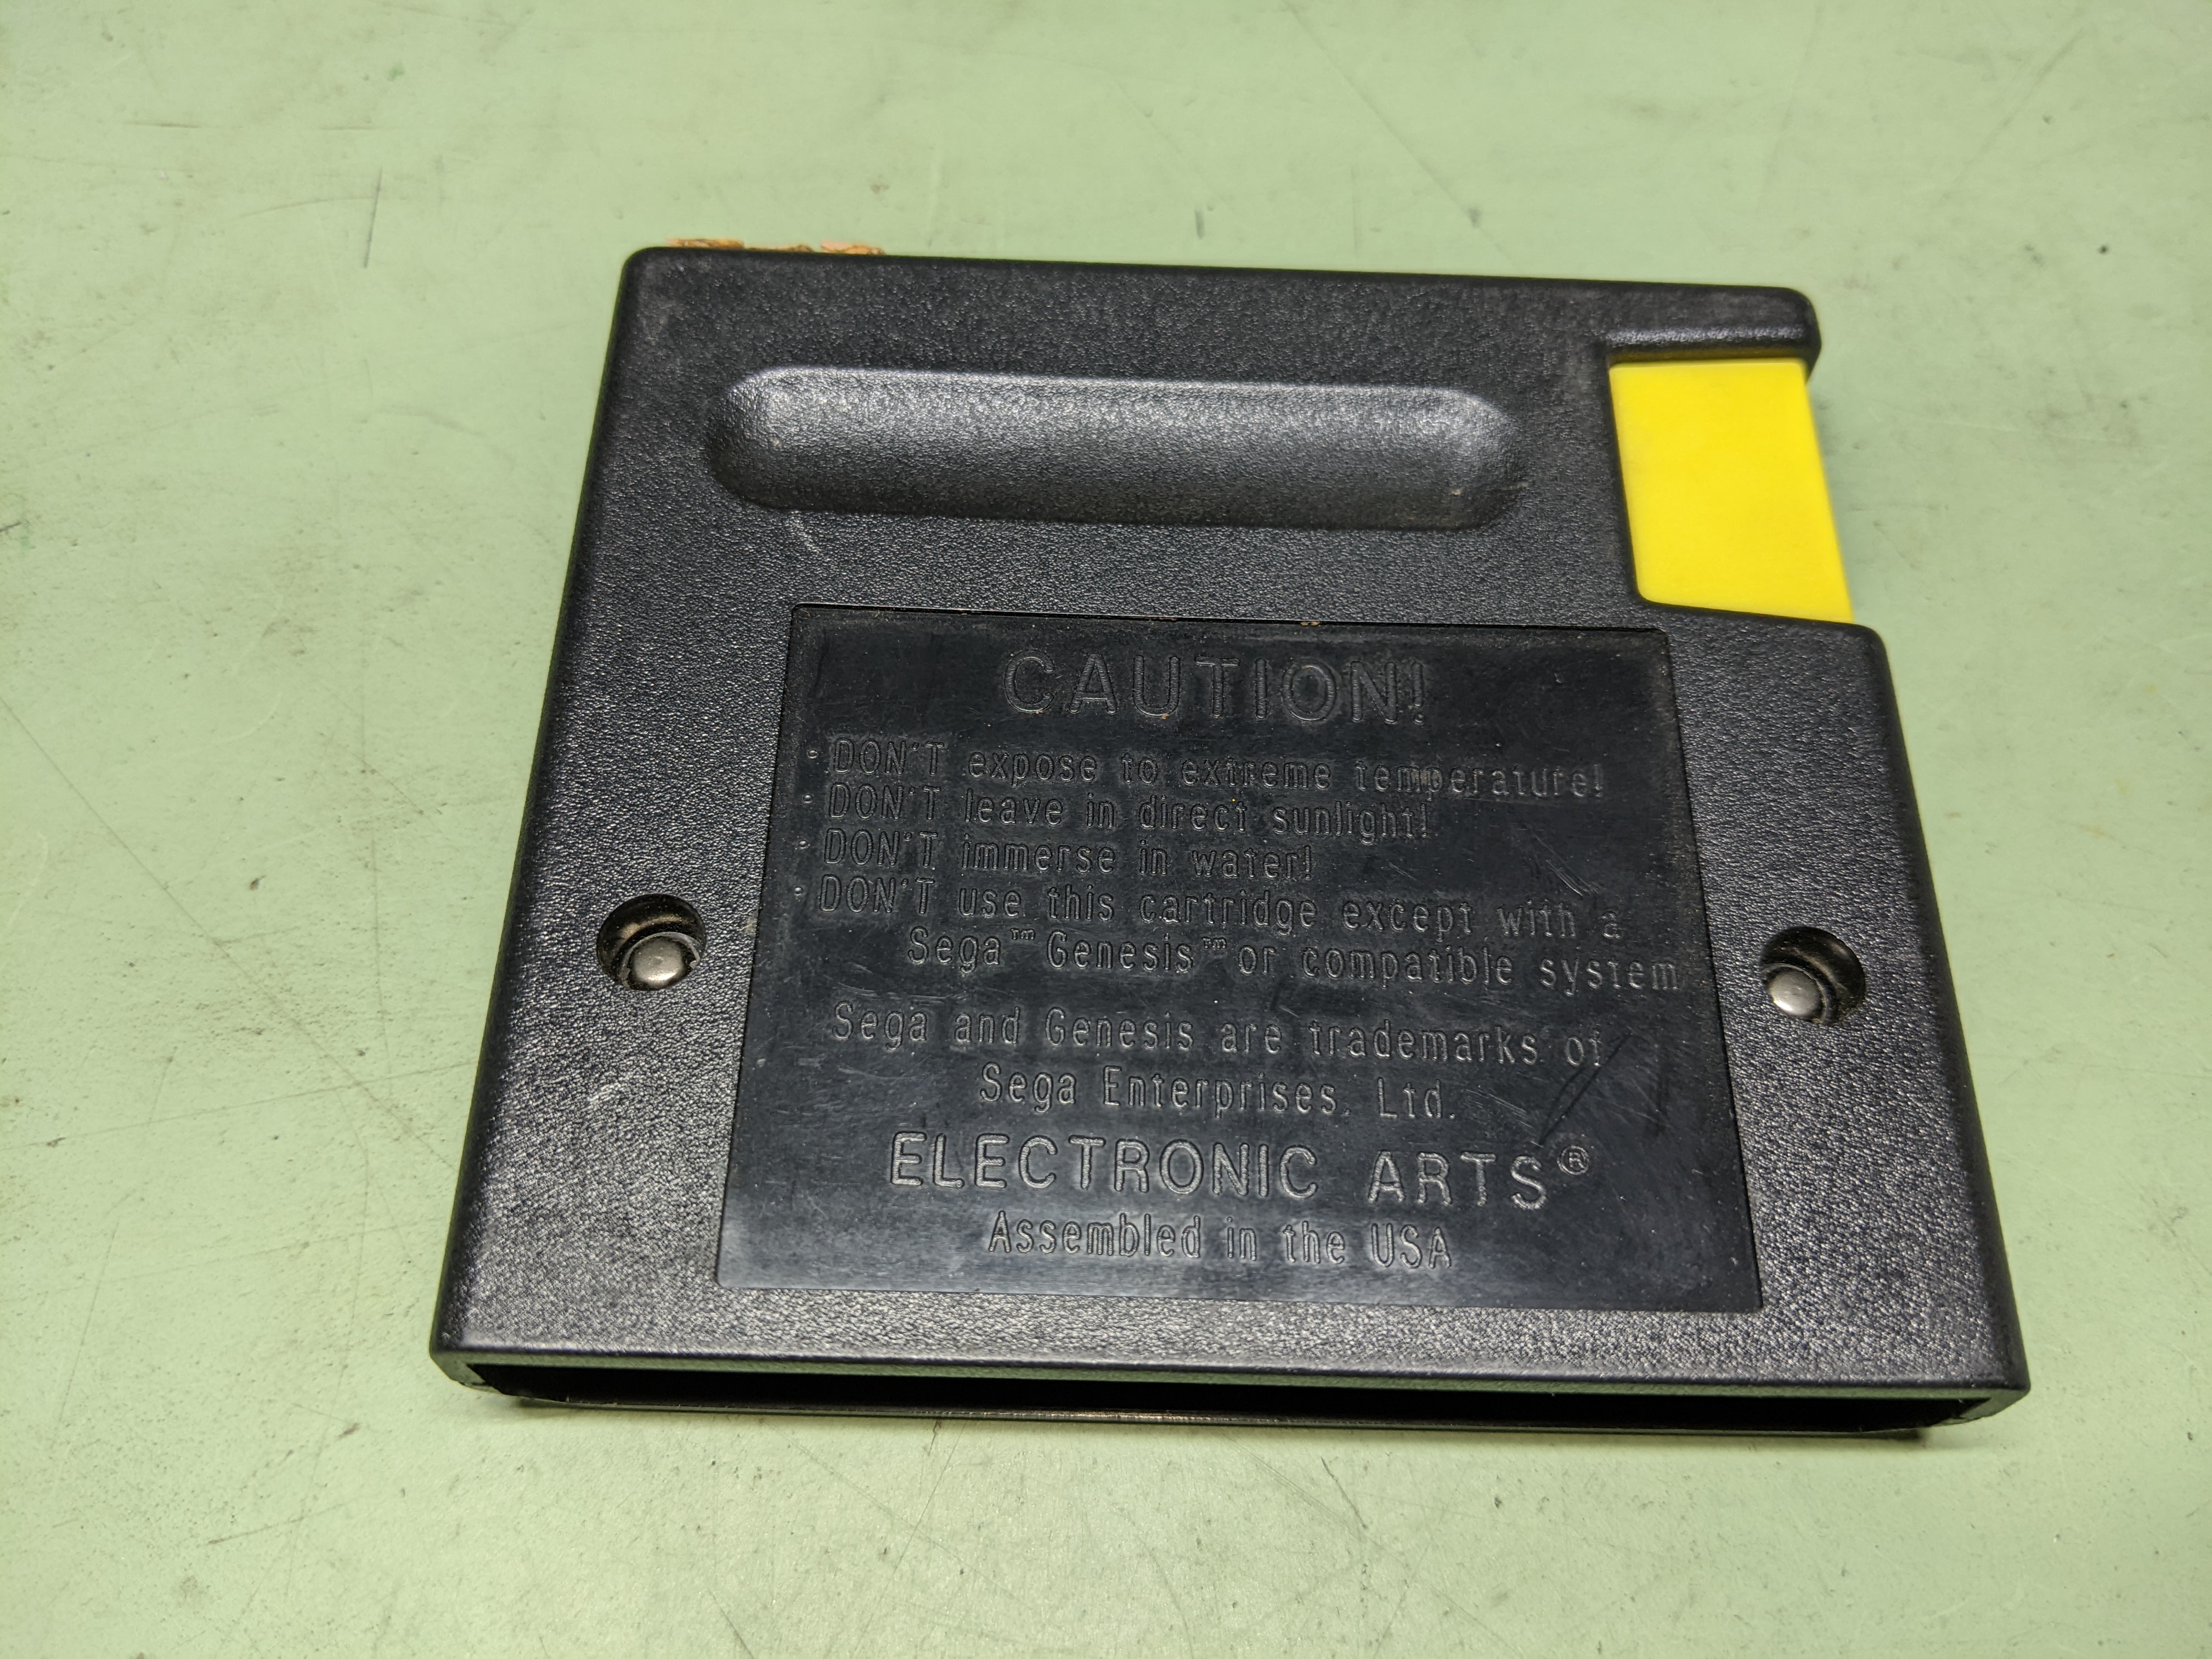 CAUTION!
· DON'T expose to extreme temperature!
· DON'T leave in direct sunlight!
· DON'T immerse in water!
· DON'T use this cartridge except with a
Sega™ Genesis™ or compatible system
Sega and Genesis are trademarks of
Sega Enterprises, Ltd.
ELECTRONIC ARTS®
Assembled in the USA